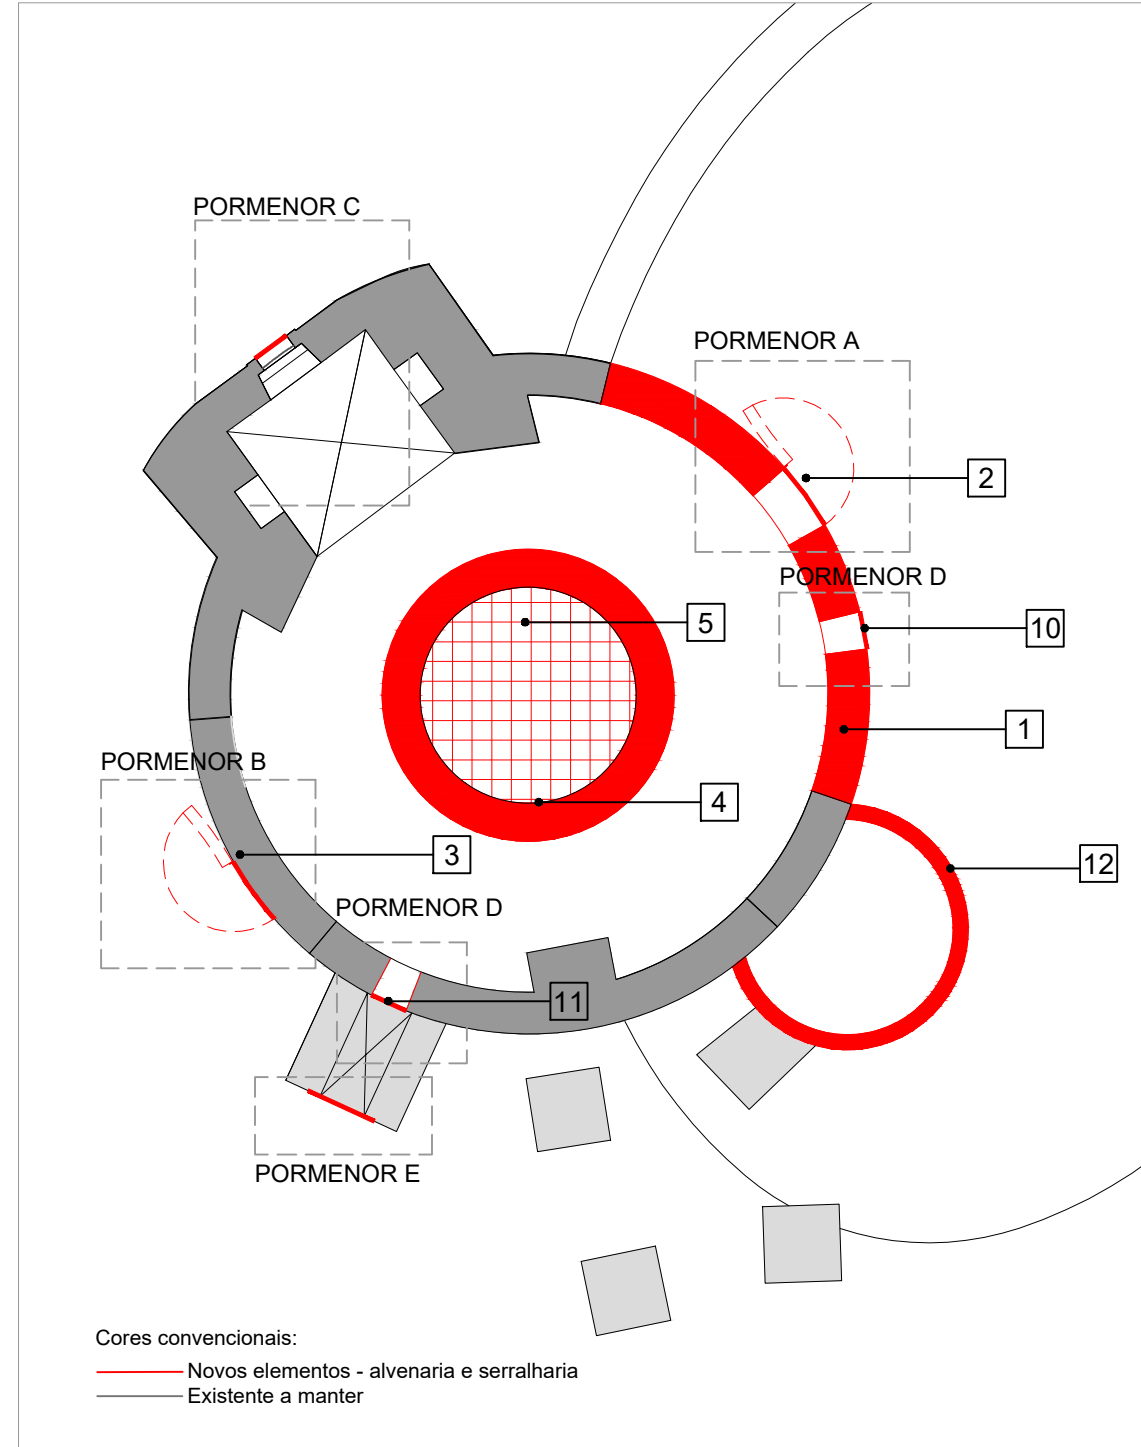 PORMENOR C
PORMENOR A
2
PORMENOR D
5
10
1
PORMENOR B
4
3
12
PORMENOR D
11
PORMENOR E
Cores convencionais:
Novos elementos - alvenaria e serralharia
Existente a manter